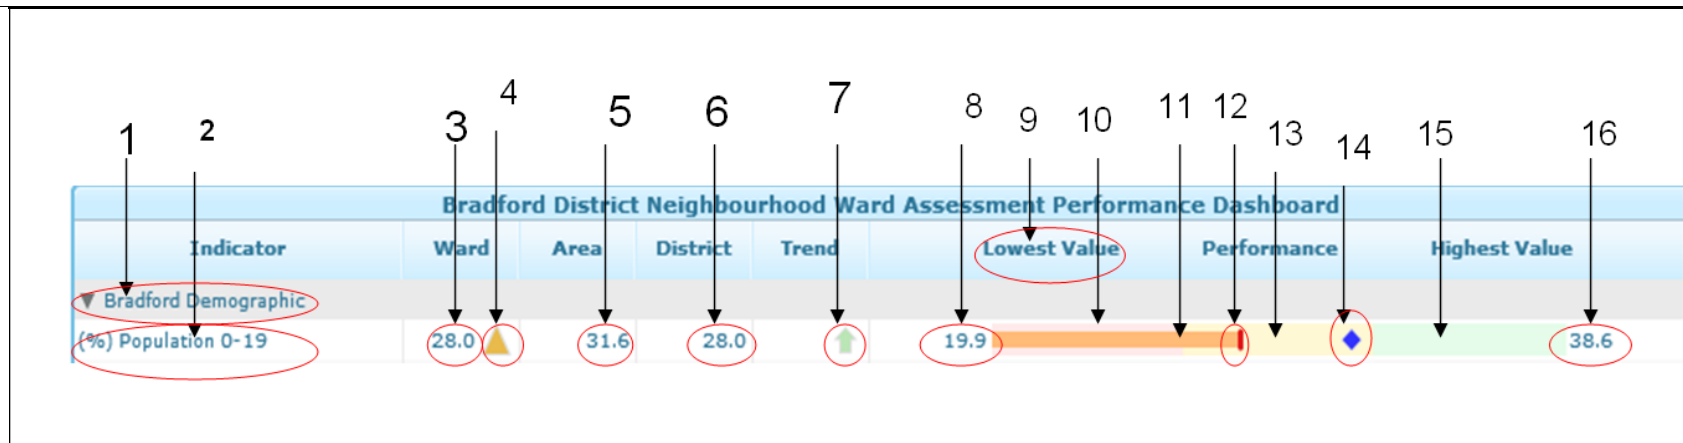 1 2 3 4 5 6 7 8 9 10 11 12 13 14 15 16
Bradford District Neighbourhood Ward Assessment Performance Dashboard
Indicator Ward Area District Trend Lowest Value Performance Highest Value
Bradford Demographic
(%) Population 0-19 28.0 31.6 28.0 19.9 38.6